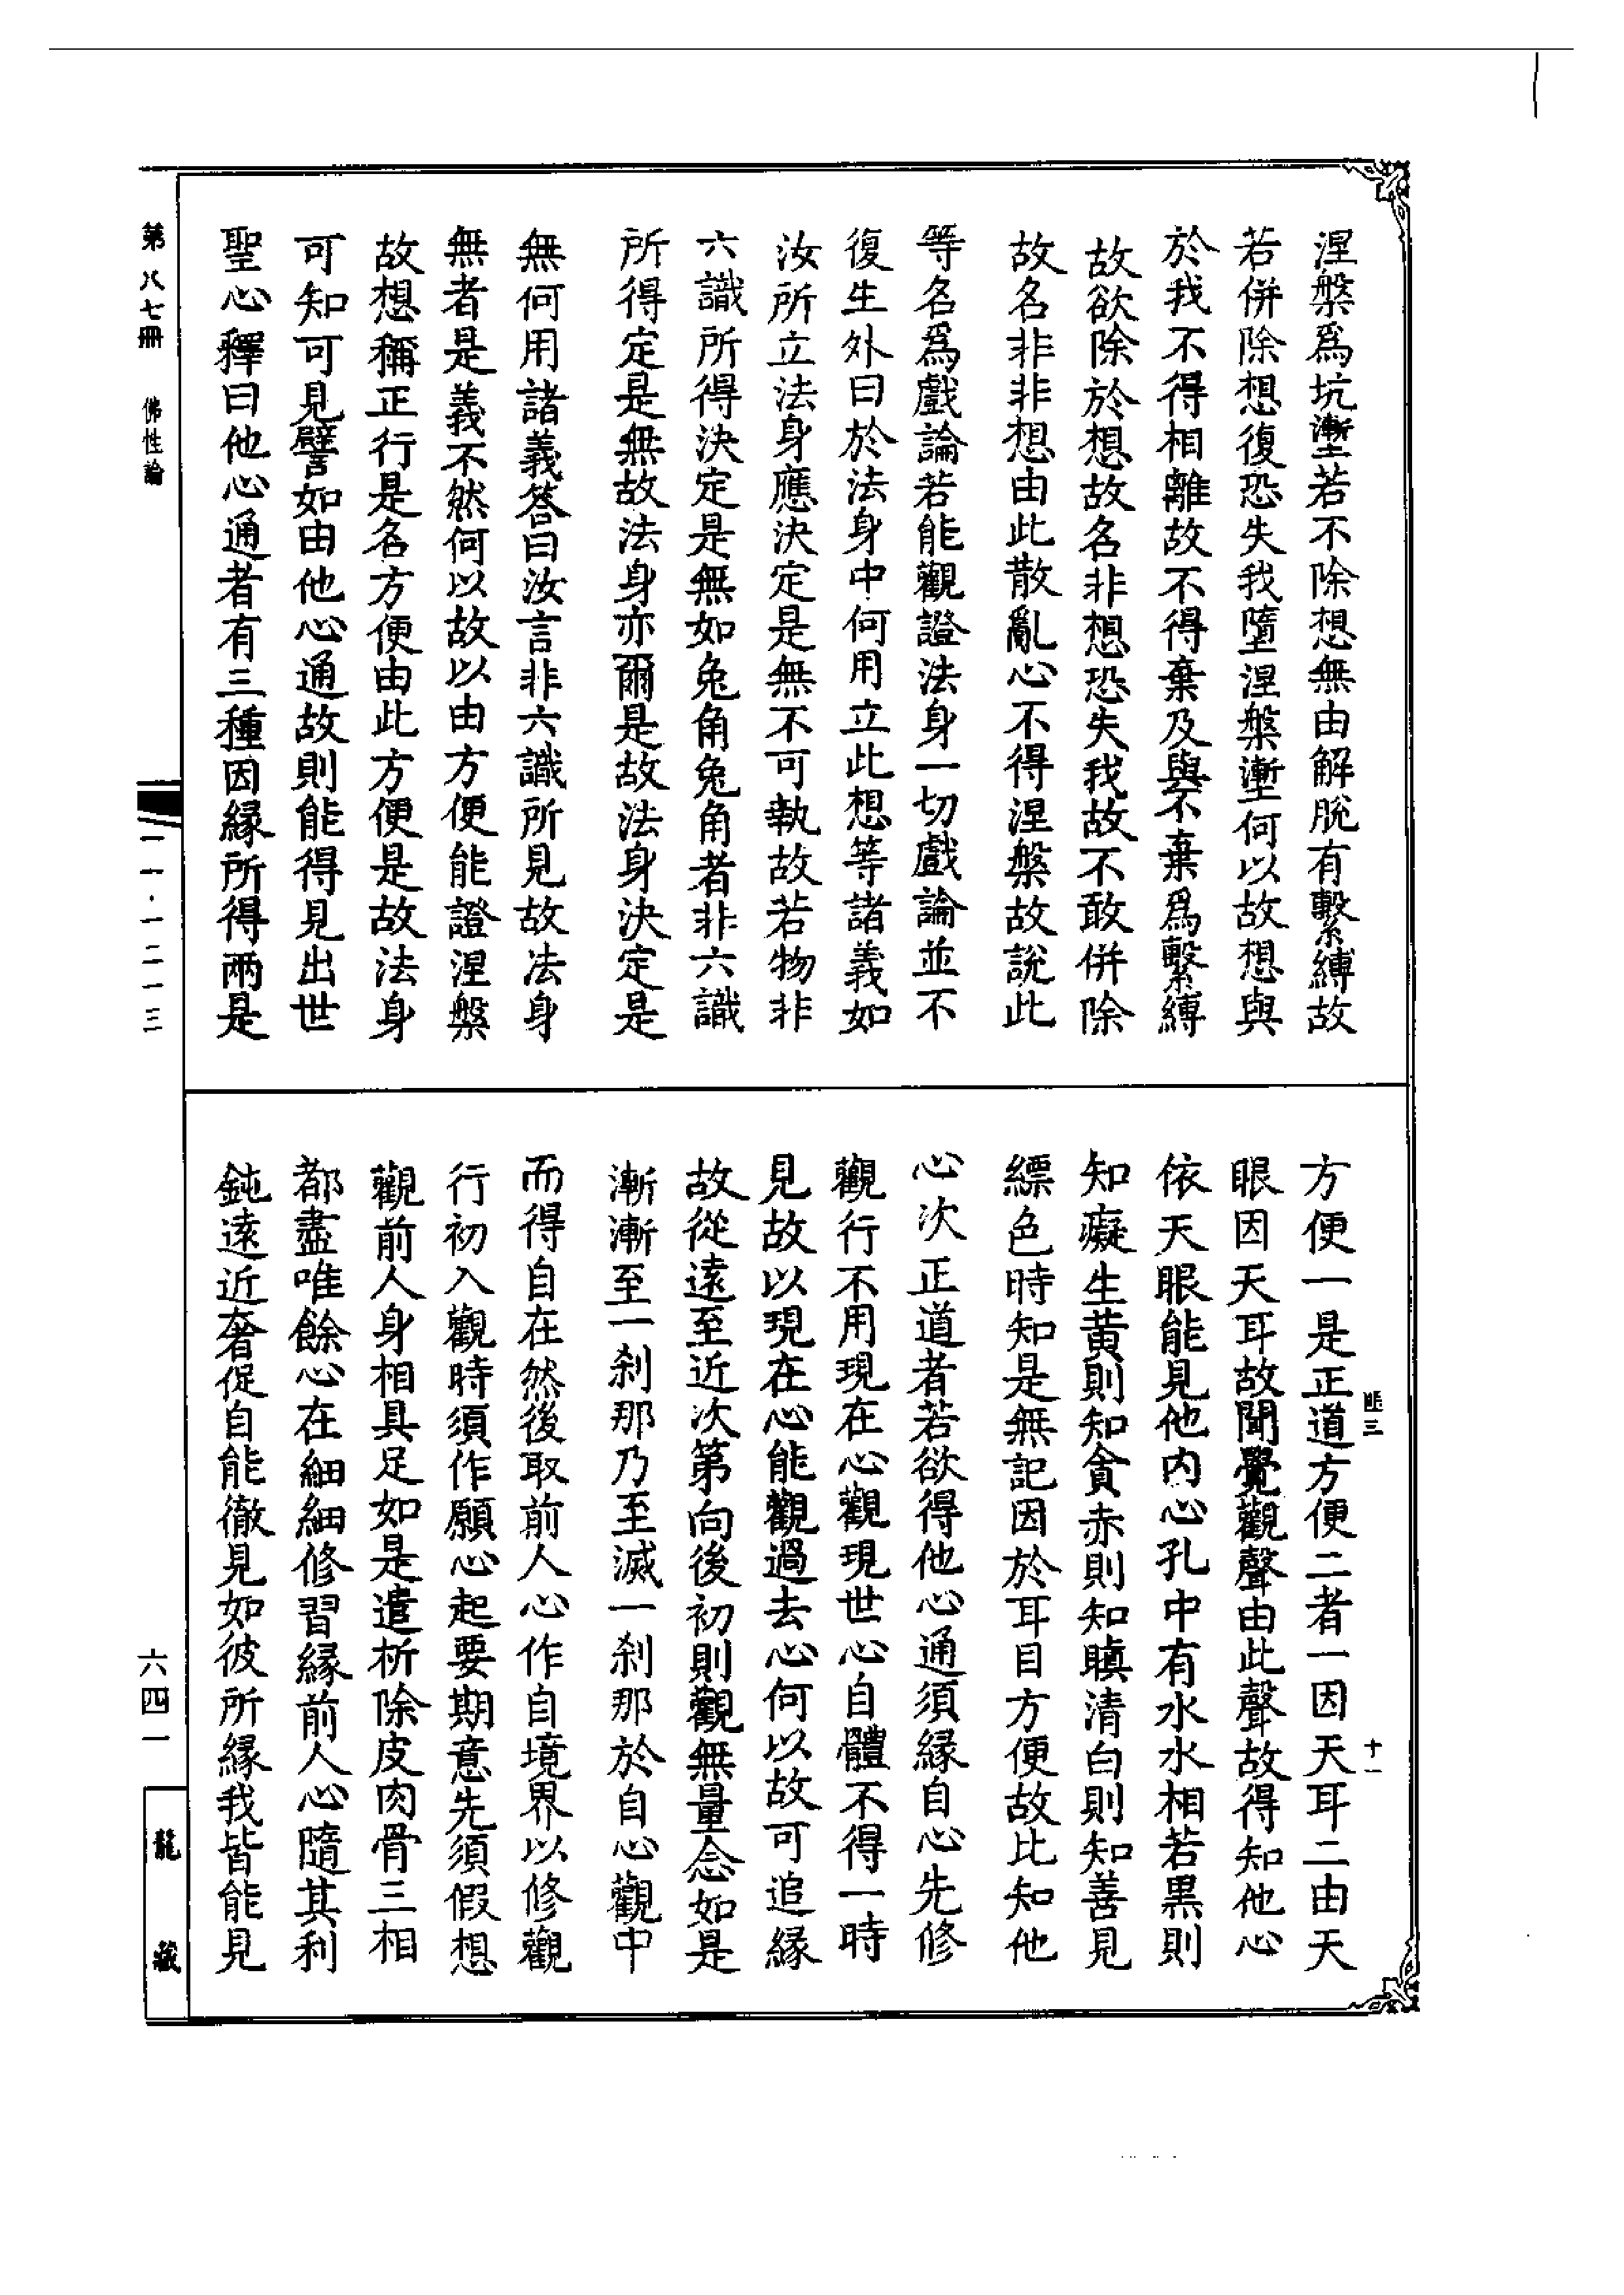 涅槃爲坑塹若不除想無由解脫有繫縛故
若併除想復恐失我墮涅槃塹何以故想與
於我不得相離故不得棄及與不棄爲繫縛
故欲除於想故名非想恐失我故不敢併除
故名非非想由此散亂心不得涅槃故說此
等名爲戲論若能觀證法身一切戲論並不
復生外曰於法身中何用立此想等諸義如
汝所立法身應決定是無不可執故若物非
六識所得決定是無如兔角兔角者非六識
所得定是無故法身亦爾是故法身決定是
無何用諸義答曰汝言非六識所見故法身
無者是義不然何以故以由方便能證涅槃
故想稱正行是名方便由此方便是故法身
可知可見譬如由他心通故則能得見出世
聖心釋曰他心通者有三種因緣所得兩是
方便一是正道方便二者一因天耳二由天
眼因天耳故聞覺觀聲由此聲故得知他心
依天眼能見他内心孔中有水水相若黑則
知癡生黄則知貪赤則知瞋清白則知善見
縹色時知是無記因於耳目方便故比知他
心次正道者若欲得他心通須緣自心先修
觀行不用現在心觀現世心自體不得一時
見故以現在心能觀過去心何以故可追緣
故從遠至近次第向後初則觀無量念如是
漸漸至一刹那乃至滅一刹那於自心觀中
而得自在然後取前人心作自境界以修觀
行初入觀時須作願心起要期意先須假想
觀前人身相具足如是遣析除皮肉骨三相
都盡唯餘心在細細修習緣前人心隨其利
鈍遠近奢促自能徹見如彼所緣我皆能見
匪三
十一
第八七冊
佛性論
一一·一二一三
六四一
龍藏